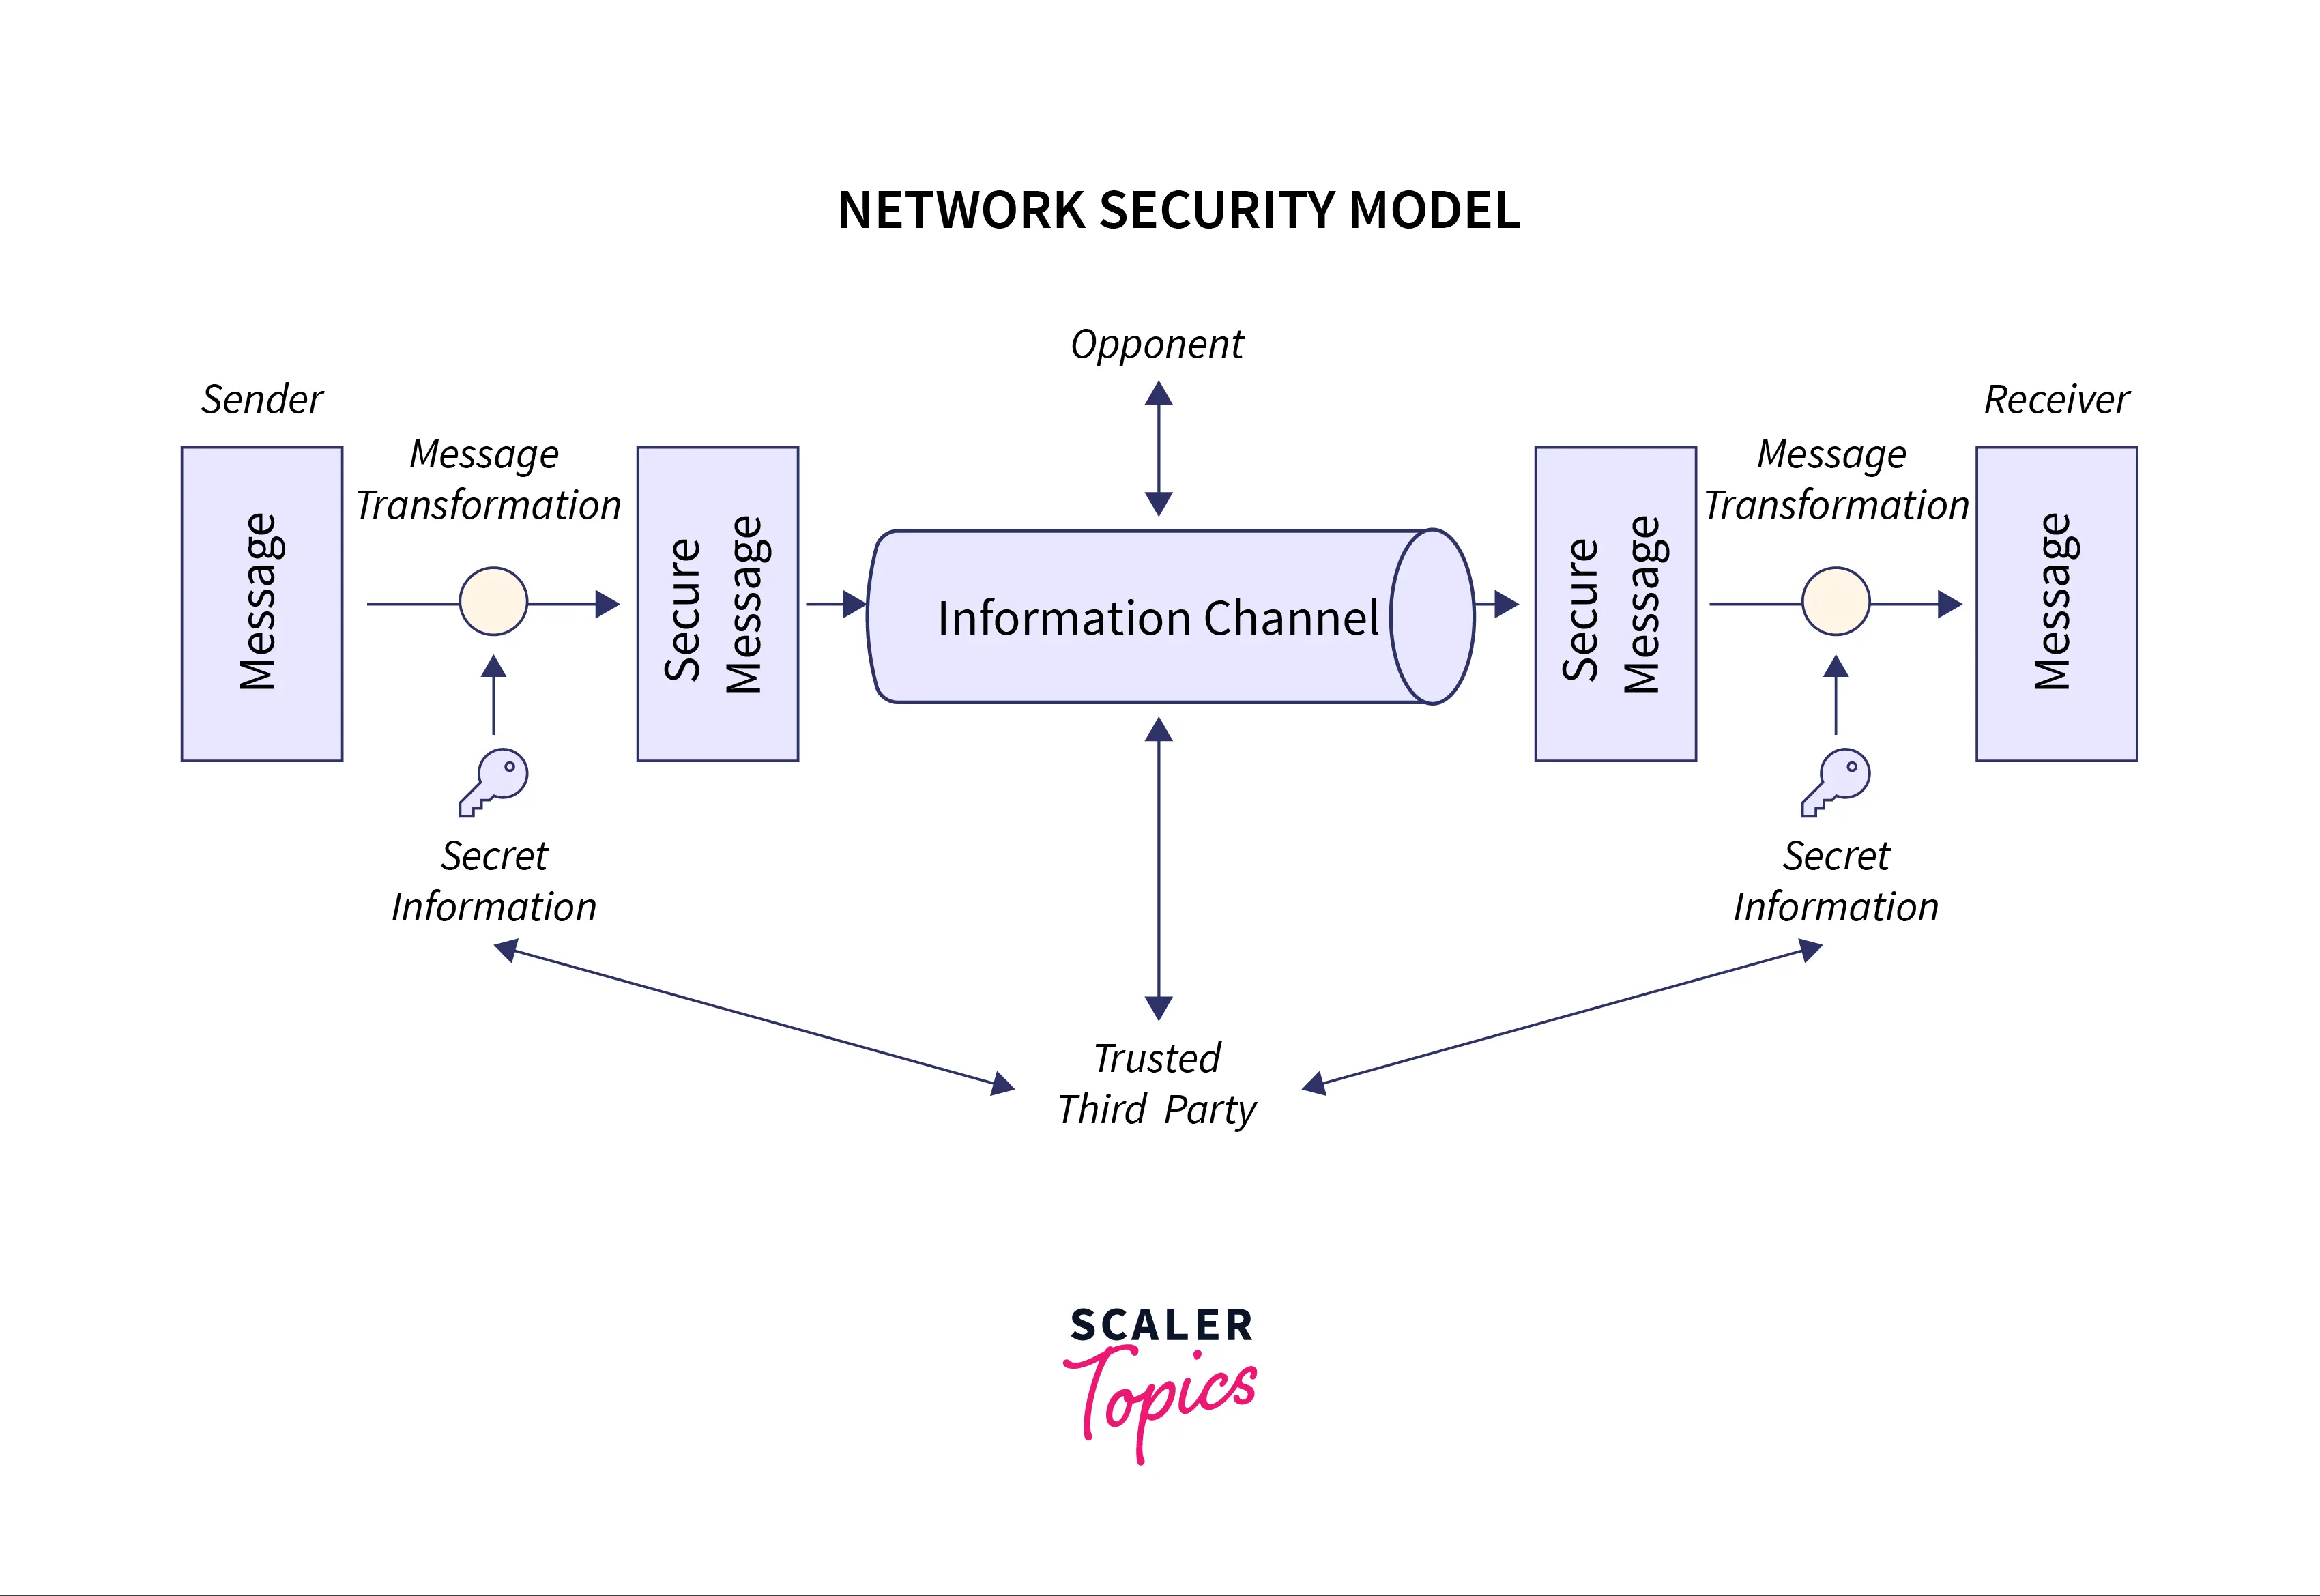 NETWORK SECURITY MODEL
Opponent
Sender
Receiver
Message
Transformation
Message
Transformation
Message
Secure
Message
Information Channel
Secure
Message
Message
Secret
Information
Secret
Information
Trusted
Third Party
SCALER
Topics